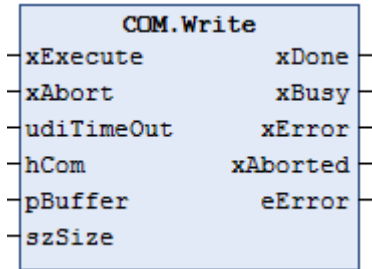 COM.Write
xExecute xDone
xAbort xBusy
udiTimeOut xError
hCom xAborted
pBuffer eError
szSize